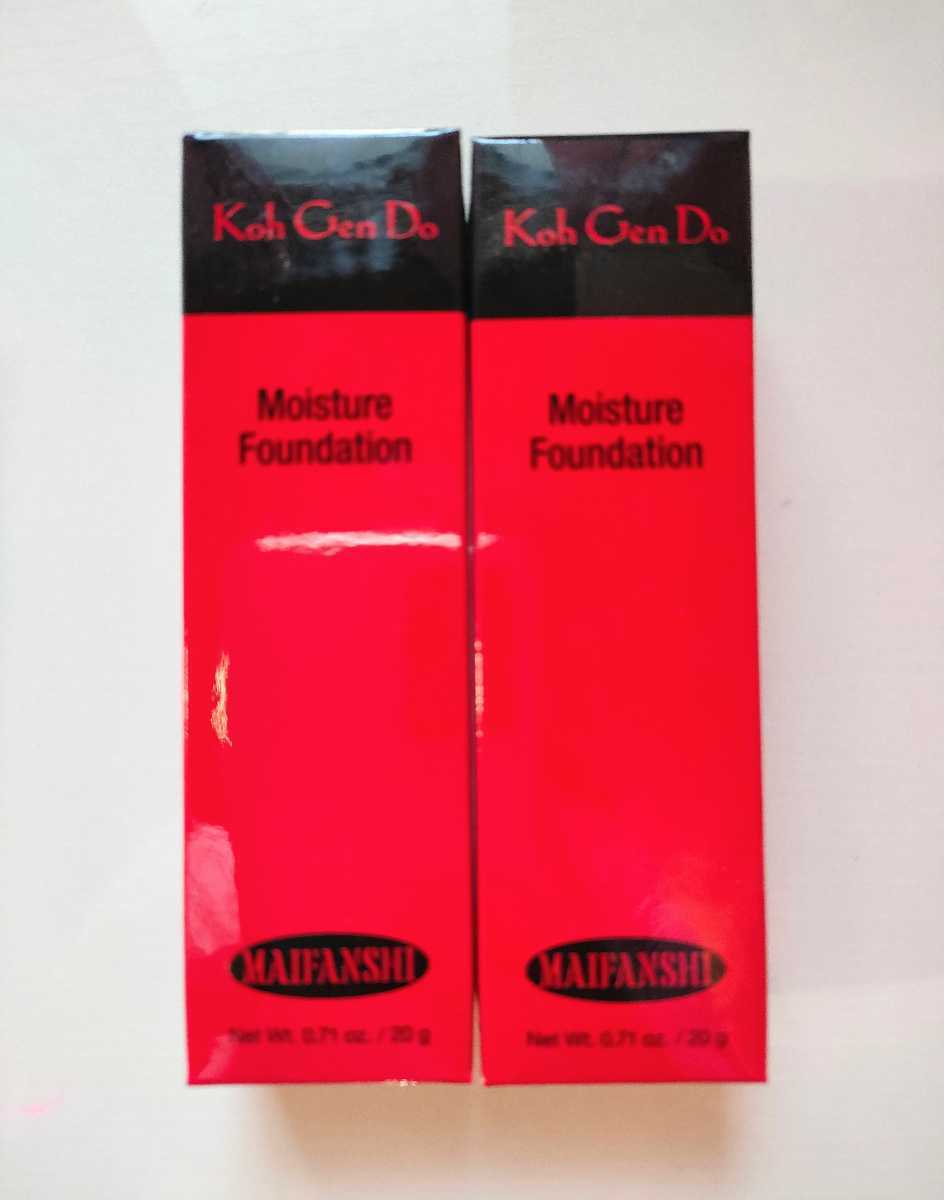 Koh Gen Do
Moisture
Foundation
MAIFANSHI
Net Wt. 0.71 oz. / 20 g
Koh Gen Do
Moisture
Foundation
MAIFANSHI
Net Wt. 0.71 oz. / 20 g